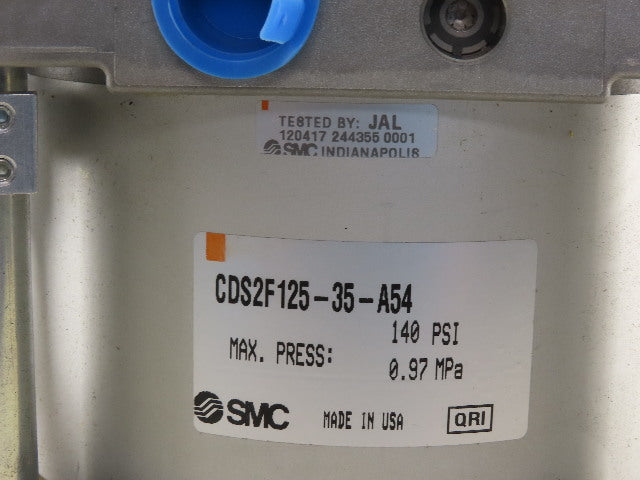 TESTED BY: JAL
120417 244355 0001
SMC INDIANAPOLIS
CDS2F125-35-A54
140 PSI
MAX. PRESS:
0.97 MPa
SMC MADE IN USA QRI